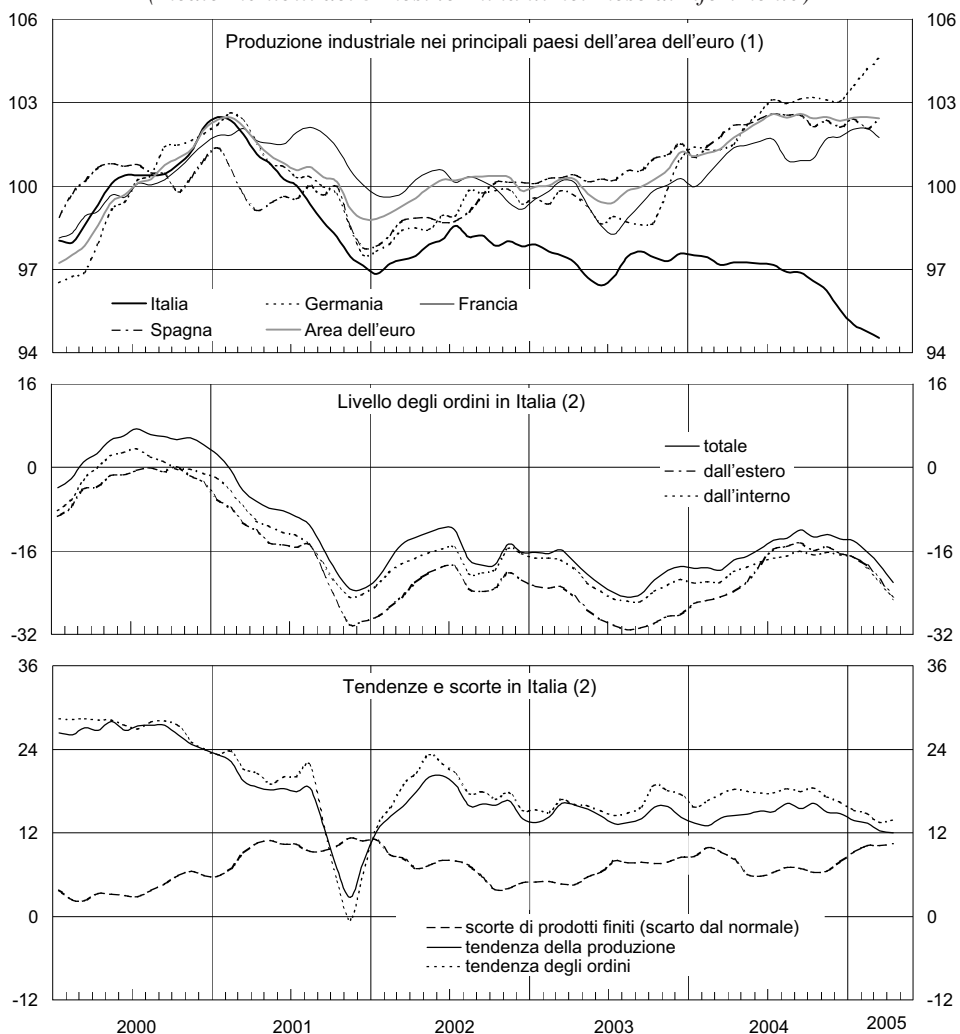 106 106
Produzione industriale nei principali paesi dell'area dell'euro (1)
103 103
100 100
97 97
Italia Germania Francia
Spagna Area dell'euro
94 94
16 16
Livello degli ordini in Italia (2)
totale
0 0
dall'estero
dall'interno
-16 -16
-32 -32
36 36
Tendenze e scorte in Italia (2)
24 24
12 12
0 0
scorte di prodotti finiti (scarto dal normale)
tendenza della produzione
tendenza degli ordini
-12 -12
2000 2001 2002 2003 2004 2005